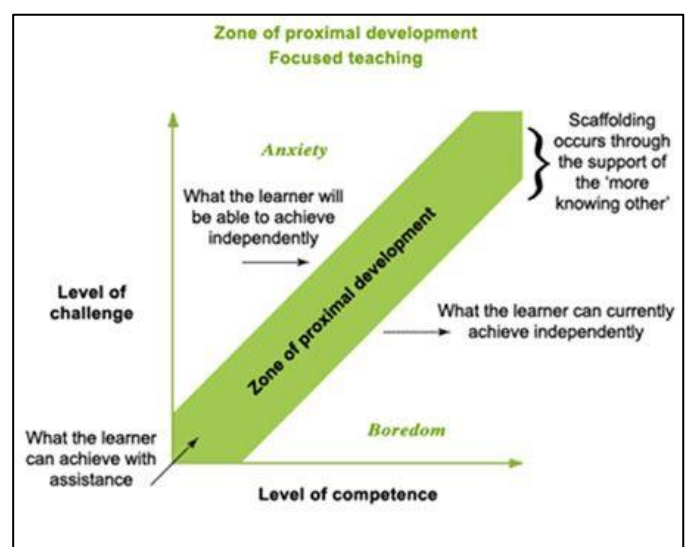 Zone of proximal development
Focused teaching
Anxiety
What the learner will
be able to achieve
independently
Scaffolding
occurs through
the support of
the ‘more
knowing other’
Level of
challenge
Zone of proximal development
What the learner can currently
achieve independently
What the learner
can achieve with
assistance
Boredom
Level of competence